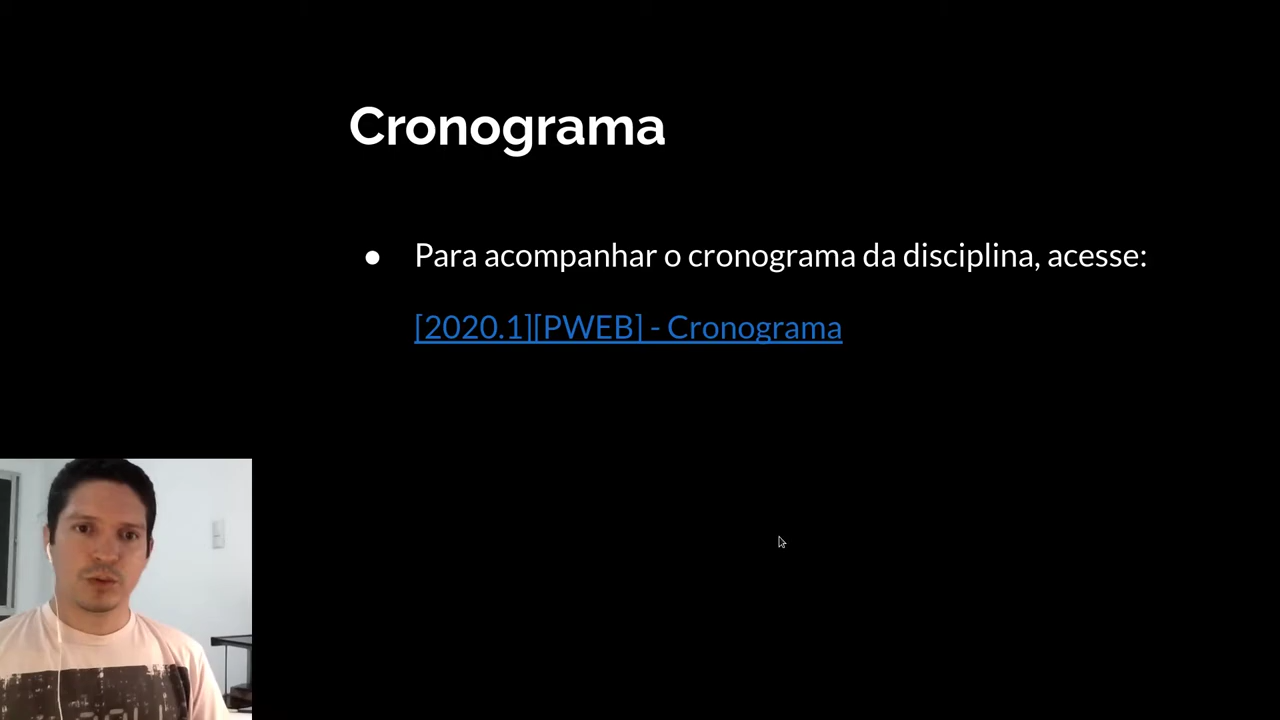 Cronograma
● Para acompanhar o cronograma da disciplina, acesse:
[2020.1][PWEB] - Cronograma